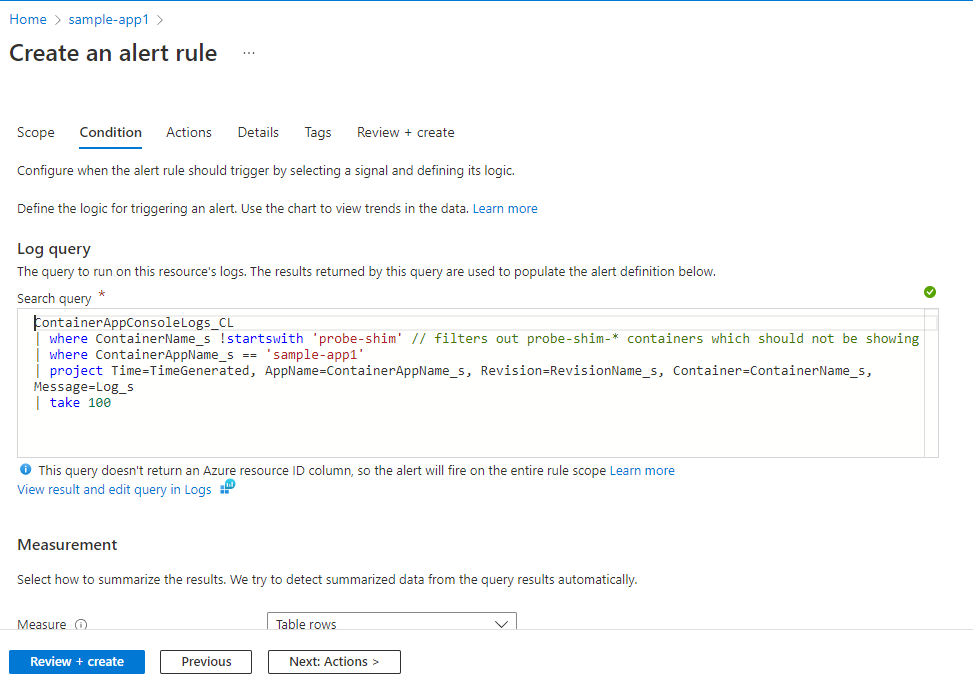 Home > sample-app1 >
Create an alert rule ...
Scope Condition Actions Details Tags Review + create
Configure when the alert rule should trigger by selecting a signal and defining its logic.
Define the logic for triggering an alert. Use the chart to view trends in the data. Learn more
Log query
The query to run on this resource's logs. The results returned by this query are used to populate the alert definition below.
Search query *
ContainerAppConsoleLogs_CL
| where ContainerName_s !startswith 'probe-shim' // filters out probe-shim-* containers which should not be showing
| where ContainerAppName_s == 'sample-app1'
| project Time=TimeGenerated, AppName=ContainerAppName_s, Revision=RevisionName_s, Container=ContainerName_s,
Message=Log_s
| take 100
This query doesn't return an Azure resource ID column, so the alert will fire on the entire rule scope Learn more
View result and edit query in Logs
Measurement
Select how to summarize the results. We try to detect summarized data from the query results automatically.
Measure Table rows
Review + create Previous Next: Actions >